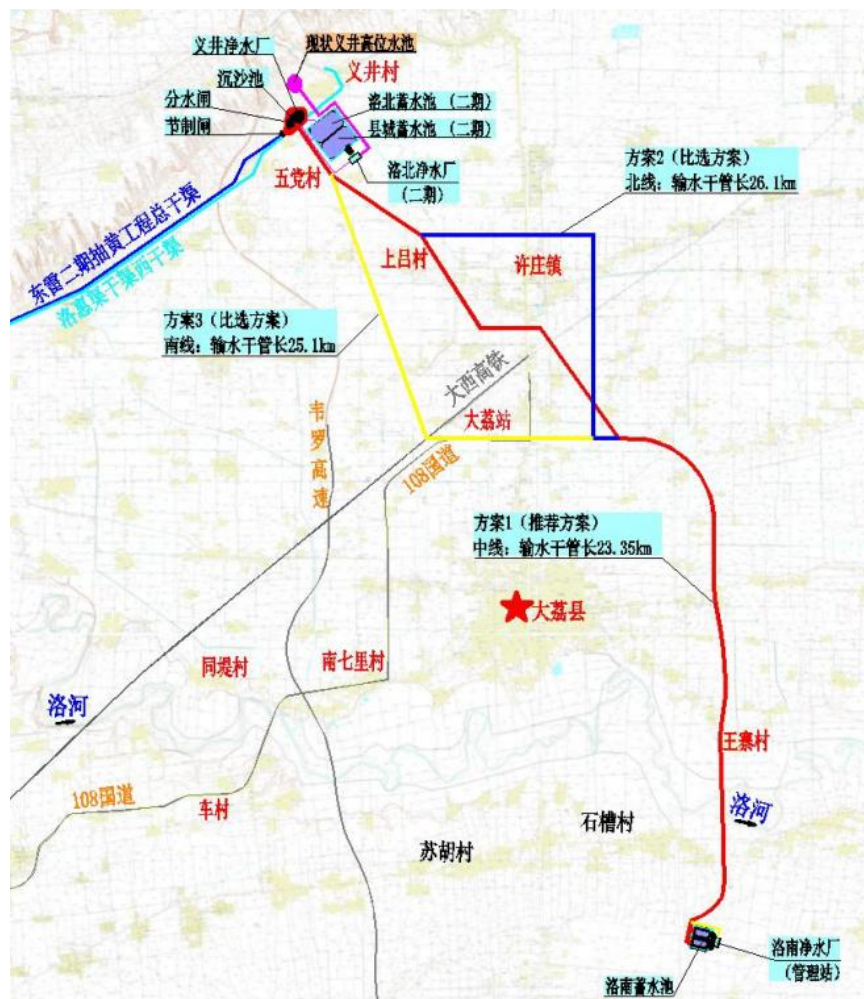 义井净水厂
现状义井高位水池
沉沙池
义井村
分水闸
洛北蓄水池（二期）
节制闸
县城蓄水池（二期）
五党村
洛北净水厂
（二期）
方案2（比选方案）
北线：输水干管长26.1km
东雷二期抽黄工程总干渠
洛惠渠干渠西干渠
上吕村
许庄镇
方案3（比选方案）
南线：输水干管长25.1km
大西高铁
韦罗高速
大荔站
108国道
方案1（推荐方案）
中线：输水干管长23.35km
大荔县
同堤村
南七里村
洛河
王寨村
108国道
车村
石槽村
洛河
苏胡村
洛南净水厂
（管理站）
洛南蓄水池